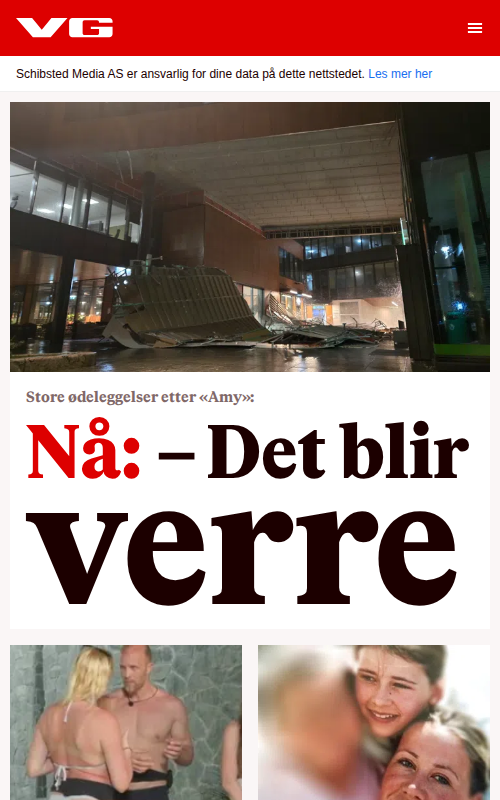 VG
Schibsted Media AS er ansvarlig for dine data på dette nettstedet. Les mer her
Store ødeleggelser etter «Amy»:
Nå: – Det blir
verre